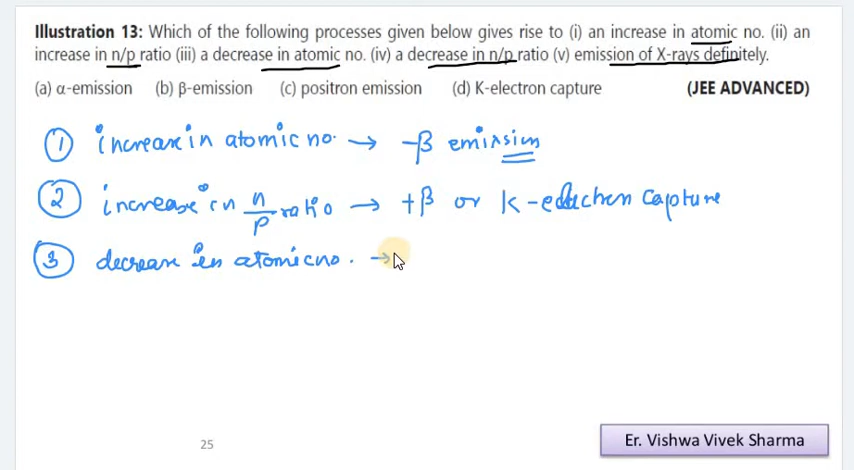 Illustration 13: Which of the following processes given below gives rise to (i) an increase in atomic no. (ii) an
increase in n/p ratio (iii) a decrease in atomic no. (iv) a decrease in n/p ratio (v) emission of X-rays definitely.
(a) α-emission (b) β-emission (c) positron emission (d) K-electron capture (JEE ADVANCED)
① increase in atomic no. → -β emission
② increase in n/p ratio → +β or K-electron capture
③ decrease in atomic no. →
25
Er. Vishwa Vivek Sharma